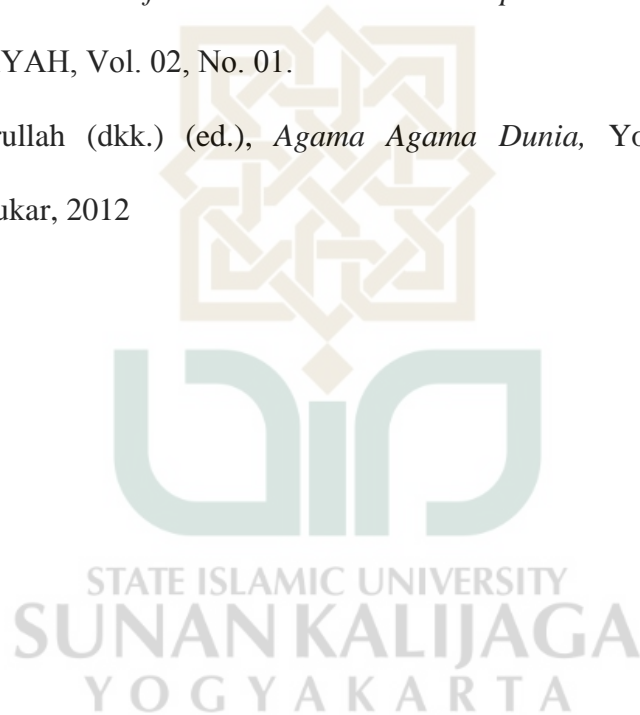 YAH, Vol. 02, No. 01.
rullah (dkk.) (ed.), Agama Agama Dunia, Yo
ukar, 2012
STATE ISLAMIC UNIVERSITY
SUNAN KALIJAGA
YOGYAKARTA